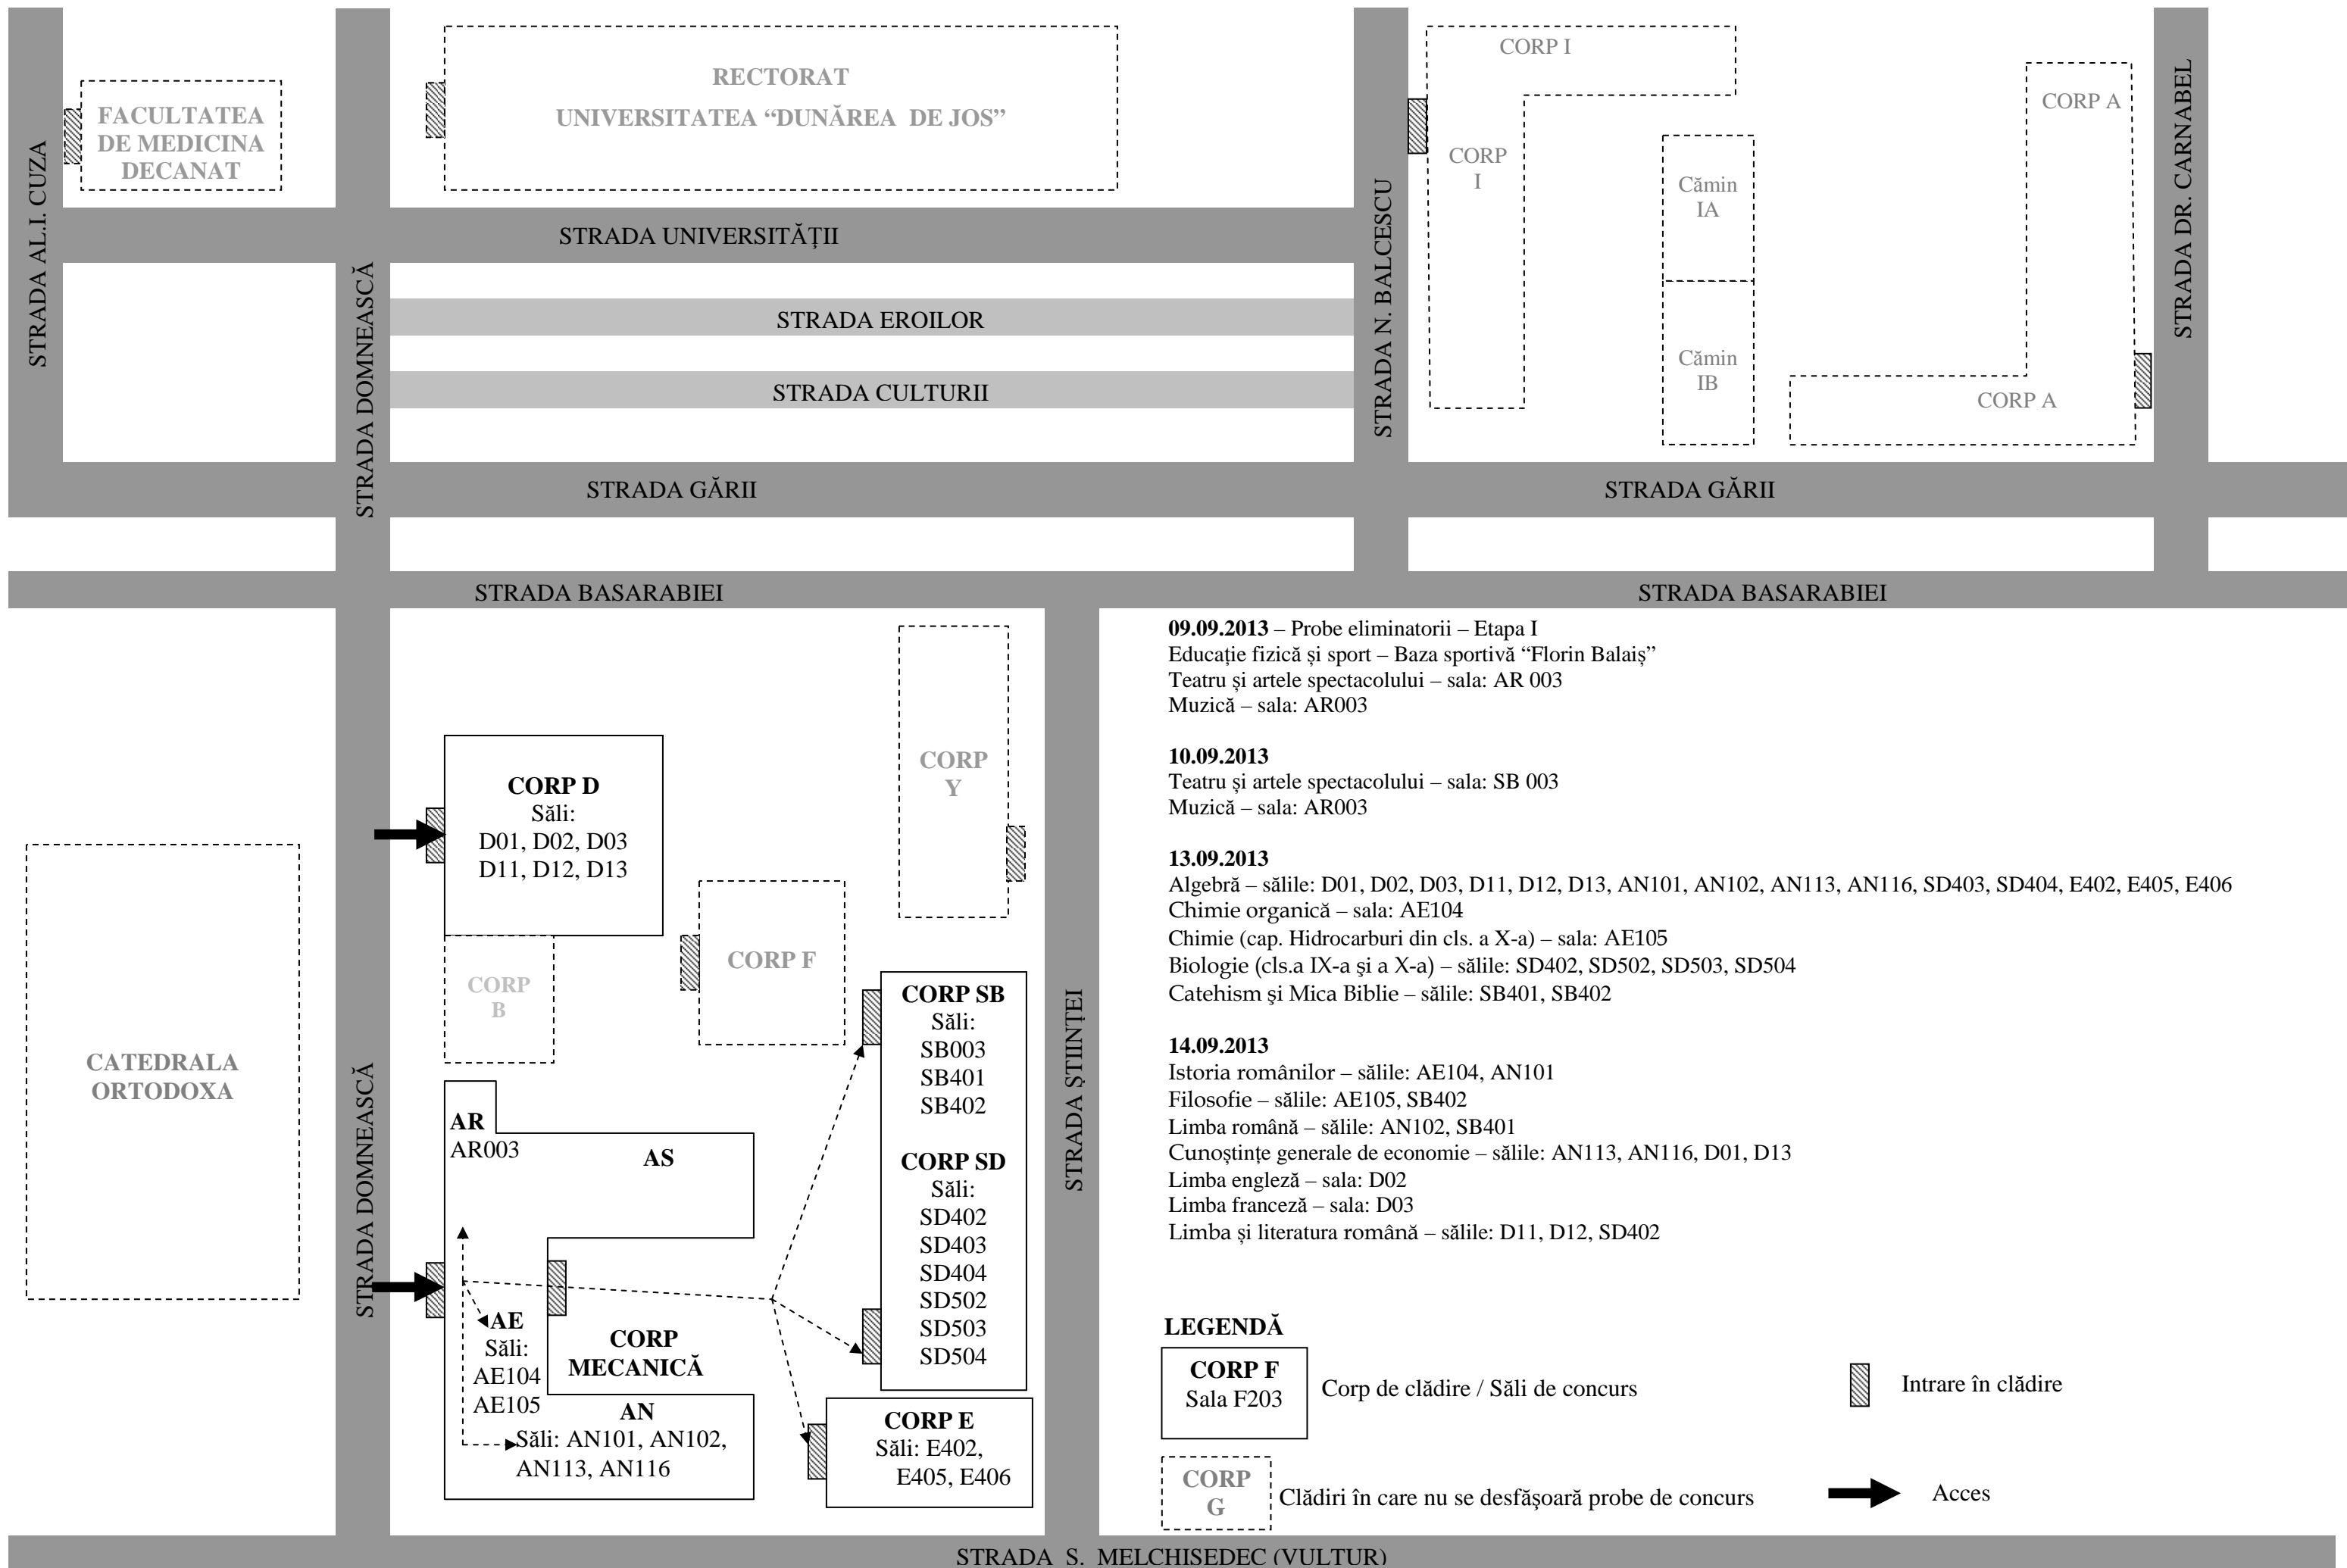 STRADA AL.I. CUZA
FACULTATEA
DE MEDICINA
DECANAT
STRADA DOMNEASCĂ
RECTORAT
UNIVERSITATEA “DUNĂREA DE JOS”
STRADA UNIVERSITĂŢII
STRADA EROILOR
STRADA CULTURII
STRADA N. BALCESCU
CORP I
CORP
I
Cămin
IA
Cămin
IB
CORP A
CORP A
STRADA DR. CARNABEL
STRADA GĂRII
STRADA GĂRII
STRADA BASARABIEI
STRADA BASARABIEI
CATEDRALA
ORTODOXA
STRADA DOMNEASCĂ
CORP D
Săli:
D01, D02, D03
D11, D12, D13
CORP
B
CORP F
CORP
Y
CORP SB
Săli:
SB003
SB401
SB402
CORP SD
Săli:
SD402
SD403
SD404
SD502
SD503
SD504
AR
AR003
AS
AE
Săli:
AE104
AE105
CORP
MECANICĂ
AN
Săli: AN101, AN102,
AN113, AN116
CORP E
Săli: E402,
E405, E406
STRADA ȘTIINȚEI
09.09.2013 – Probe eliminatorii – Etapa I
Educație fizică și sport – Baza sportivă “Florin Balaiș”
Teatru și artele spectacolului – sala: AR 003
Muzică – sala: AR003
10.09.2013
Teatru și artele spectacolului – sala: SB 003
Muzică – sala: AR003
13.09.2013
Algebră – sălile: D01, D02, D03, D11, D12, D13, AN101, AN102, AN113, AN116, SD403, SD404, E402, E405, E406
Chimie organică – sala: AE104
Chimie (cap. Hidrocarburi din cls. a X-a) – sala: AE105
Biologie (cls.a IX-a şi a X-a) – sălile: SD402, SD502, SD503, SD504
Catehism şi Mica Biblie – sălile: SB401, SB402
14.09.2013
Istoria românilor – sălile: AE104, AN101
Filosofie – sălile: AE105, SB402
Limba română – sălile: AN102, SB401
Cunoștințe generale de economie – sălile: AN113, AN116, D01, D13
Limba engleză – sala: D02
Limba franceză – sala: D03
Limba și literatura română – sălile: D11, D12, SD402
LEGENDĂ
CORP F
Sala F203
Corp de clădire / Săli de concurs
Intrare în clădire
CORP
G
Clădiri în care nu se desfăşoară probe de concurs
Acces
STRADA S. MELCHISEDEC (VULTUR)